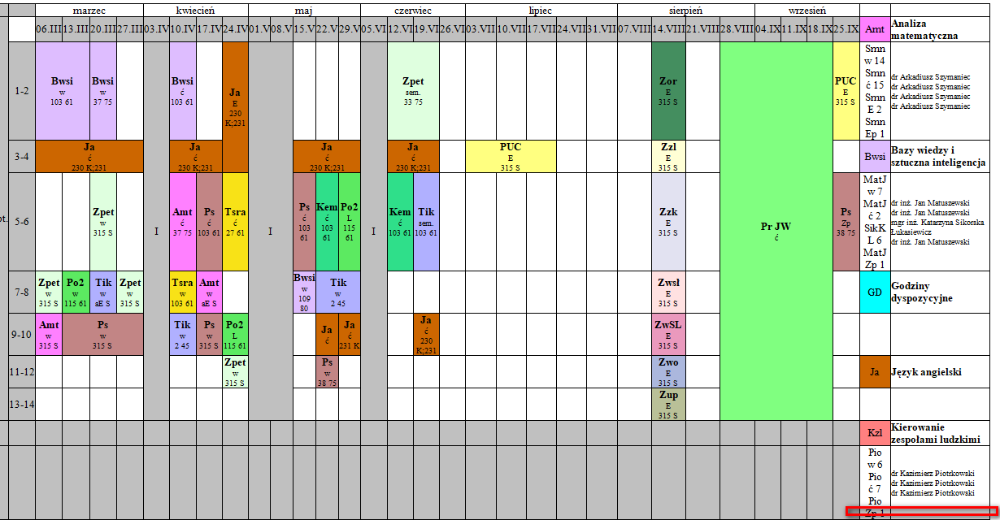 marzec kwiecień maj czerwiec lipiec sierpień wrzesień
06.III 13.III 20.III 27.III 03.IV 10.IV 17.IV 24.IV 01.V 08.V 15.V 22.V 29.V 05.VI 12.VI 19.VI 26.VI 03.VII 10.VII 17.VII 24.VII 31.VII 07.VIII 14.VIII 21.VIII 28.VIII 04.IX 11.IX 18.IX 25.IX Amt Analiza
matematyczna
1-2
Bwsi
w
103 61
Bwsi
w
37 75
Bwsi
ć
103 61
Ja
E
230
K;231
Zpet
sem.
33 75
Zor
E
315 S
PUC
E
315 S
Smn
w 14
Smn
ć 15
Smn
E 2
Smn
Ep 1
dr Arkadiusz Szymaniec
dr Arkadiusz Szymaniec
dr Arkadiusz Szymaniec
dr Arkadiusz Szymaniec
3-4
Ja
ć
230 K;231
Ja
ć
230 K;231
Ja
ć
230 K;231
Ja
ć
230 K;231
PUC
E
315 S
Zzl
E
315 S
Bwsi
Bazy wiedzy i
sztuczna inteligencja
5-6
Zpet
w
315 S
I
Amt
ć
37 75
Ps
ć
103 61
Tsra
ć
27 61
I
Ps
ć
103
61
Kem
ć
103
61
Po2
L
115
61
I
Kem
ć
103 61
Tik
sem.
103 61
Zzk
E
315 S
Pr JW
ć
Ps
Zp
38 75
MatJ
w 7
MatJ
ć 2
SikK
L 6
MatJ
Zp 1
dr inż. Jan Matuszewski
dr inż. Jan Matuszewski
mgr inż. Katarzyna Sikorska
Łukasiewicz
dr inż. Jan Matuszewski
7-8
Zpet
w
315 S
Po2
w
115 61
Tik
w
aE S
Zpet
w
315 S
Tsra
w
103 61
Amt
w
aE S
Bwsi
w
109
80
Tik
w
2 45
Zwsl
E
315 S
GD
Godziny
dyspozycyjne
9-10
Amt
w
315 S
Ps
w
315 S
Tik
w
2 45
Ps
w
315 S
Po2
L
115 61
Ja
ć
Ja
ć
231 K
Ja
ć
230
K;231
ZwSL
E
315 S
11-12
Zpet
w
315 S
Ps
w
38 75
Zwo
E
315 S
Ja
Język angielski
13-14
Zup
E
315 S
Kzl
Kierowanie
zespołami ludzkimi
Pio
w 6
Pio
ć 7
Pio
Zp 1
dr Kazimierz Piotrkowski
dr Kazimierz Piotrkowski
dr Kazimierz Piotrkowski